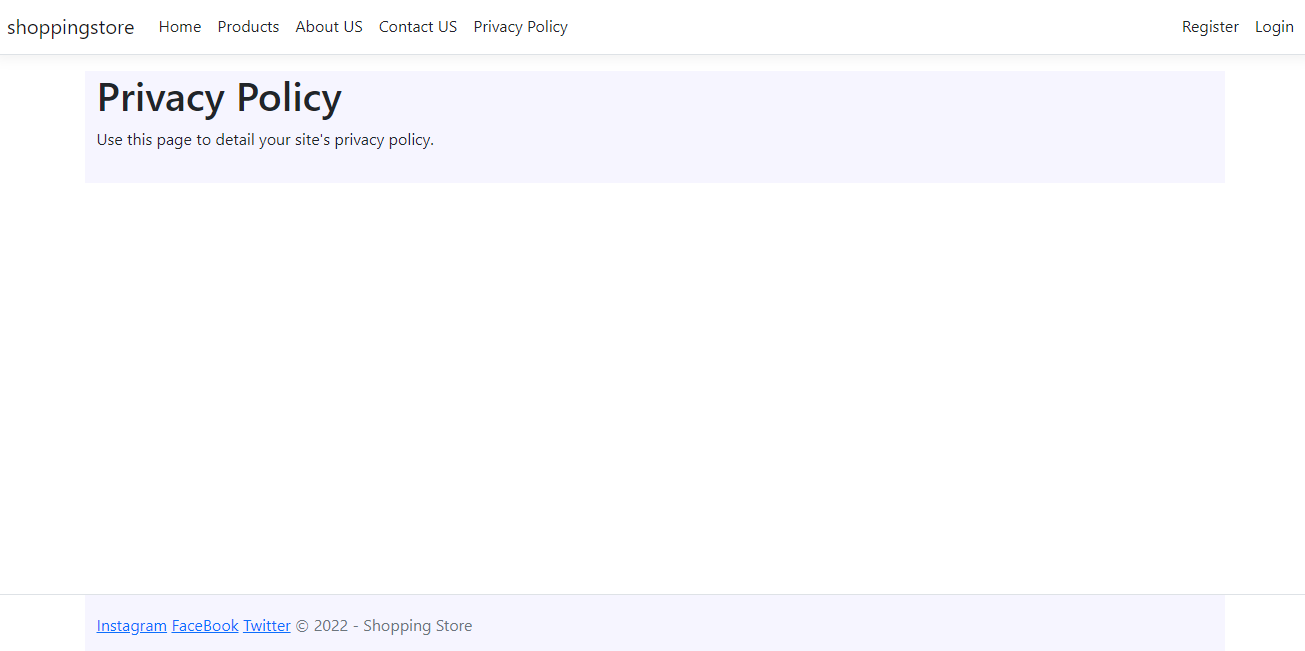 shoppingstore Home Products About US Contact US Privacy Policy Register Login
Privacy Policy
Use this page to detail your site's privacy policy.
Instagram FaceBook Twitter © 2022 - Shopping Store